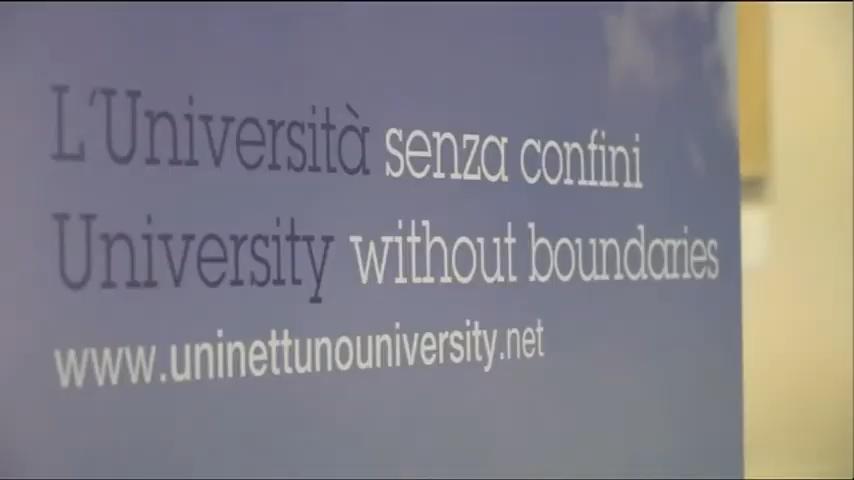 L'Università senza confini
University without boundaries
www.uninettunouniversity.net